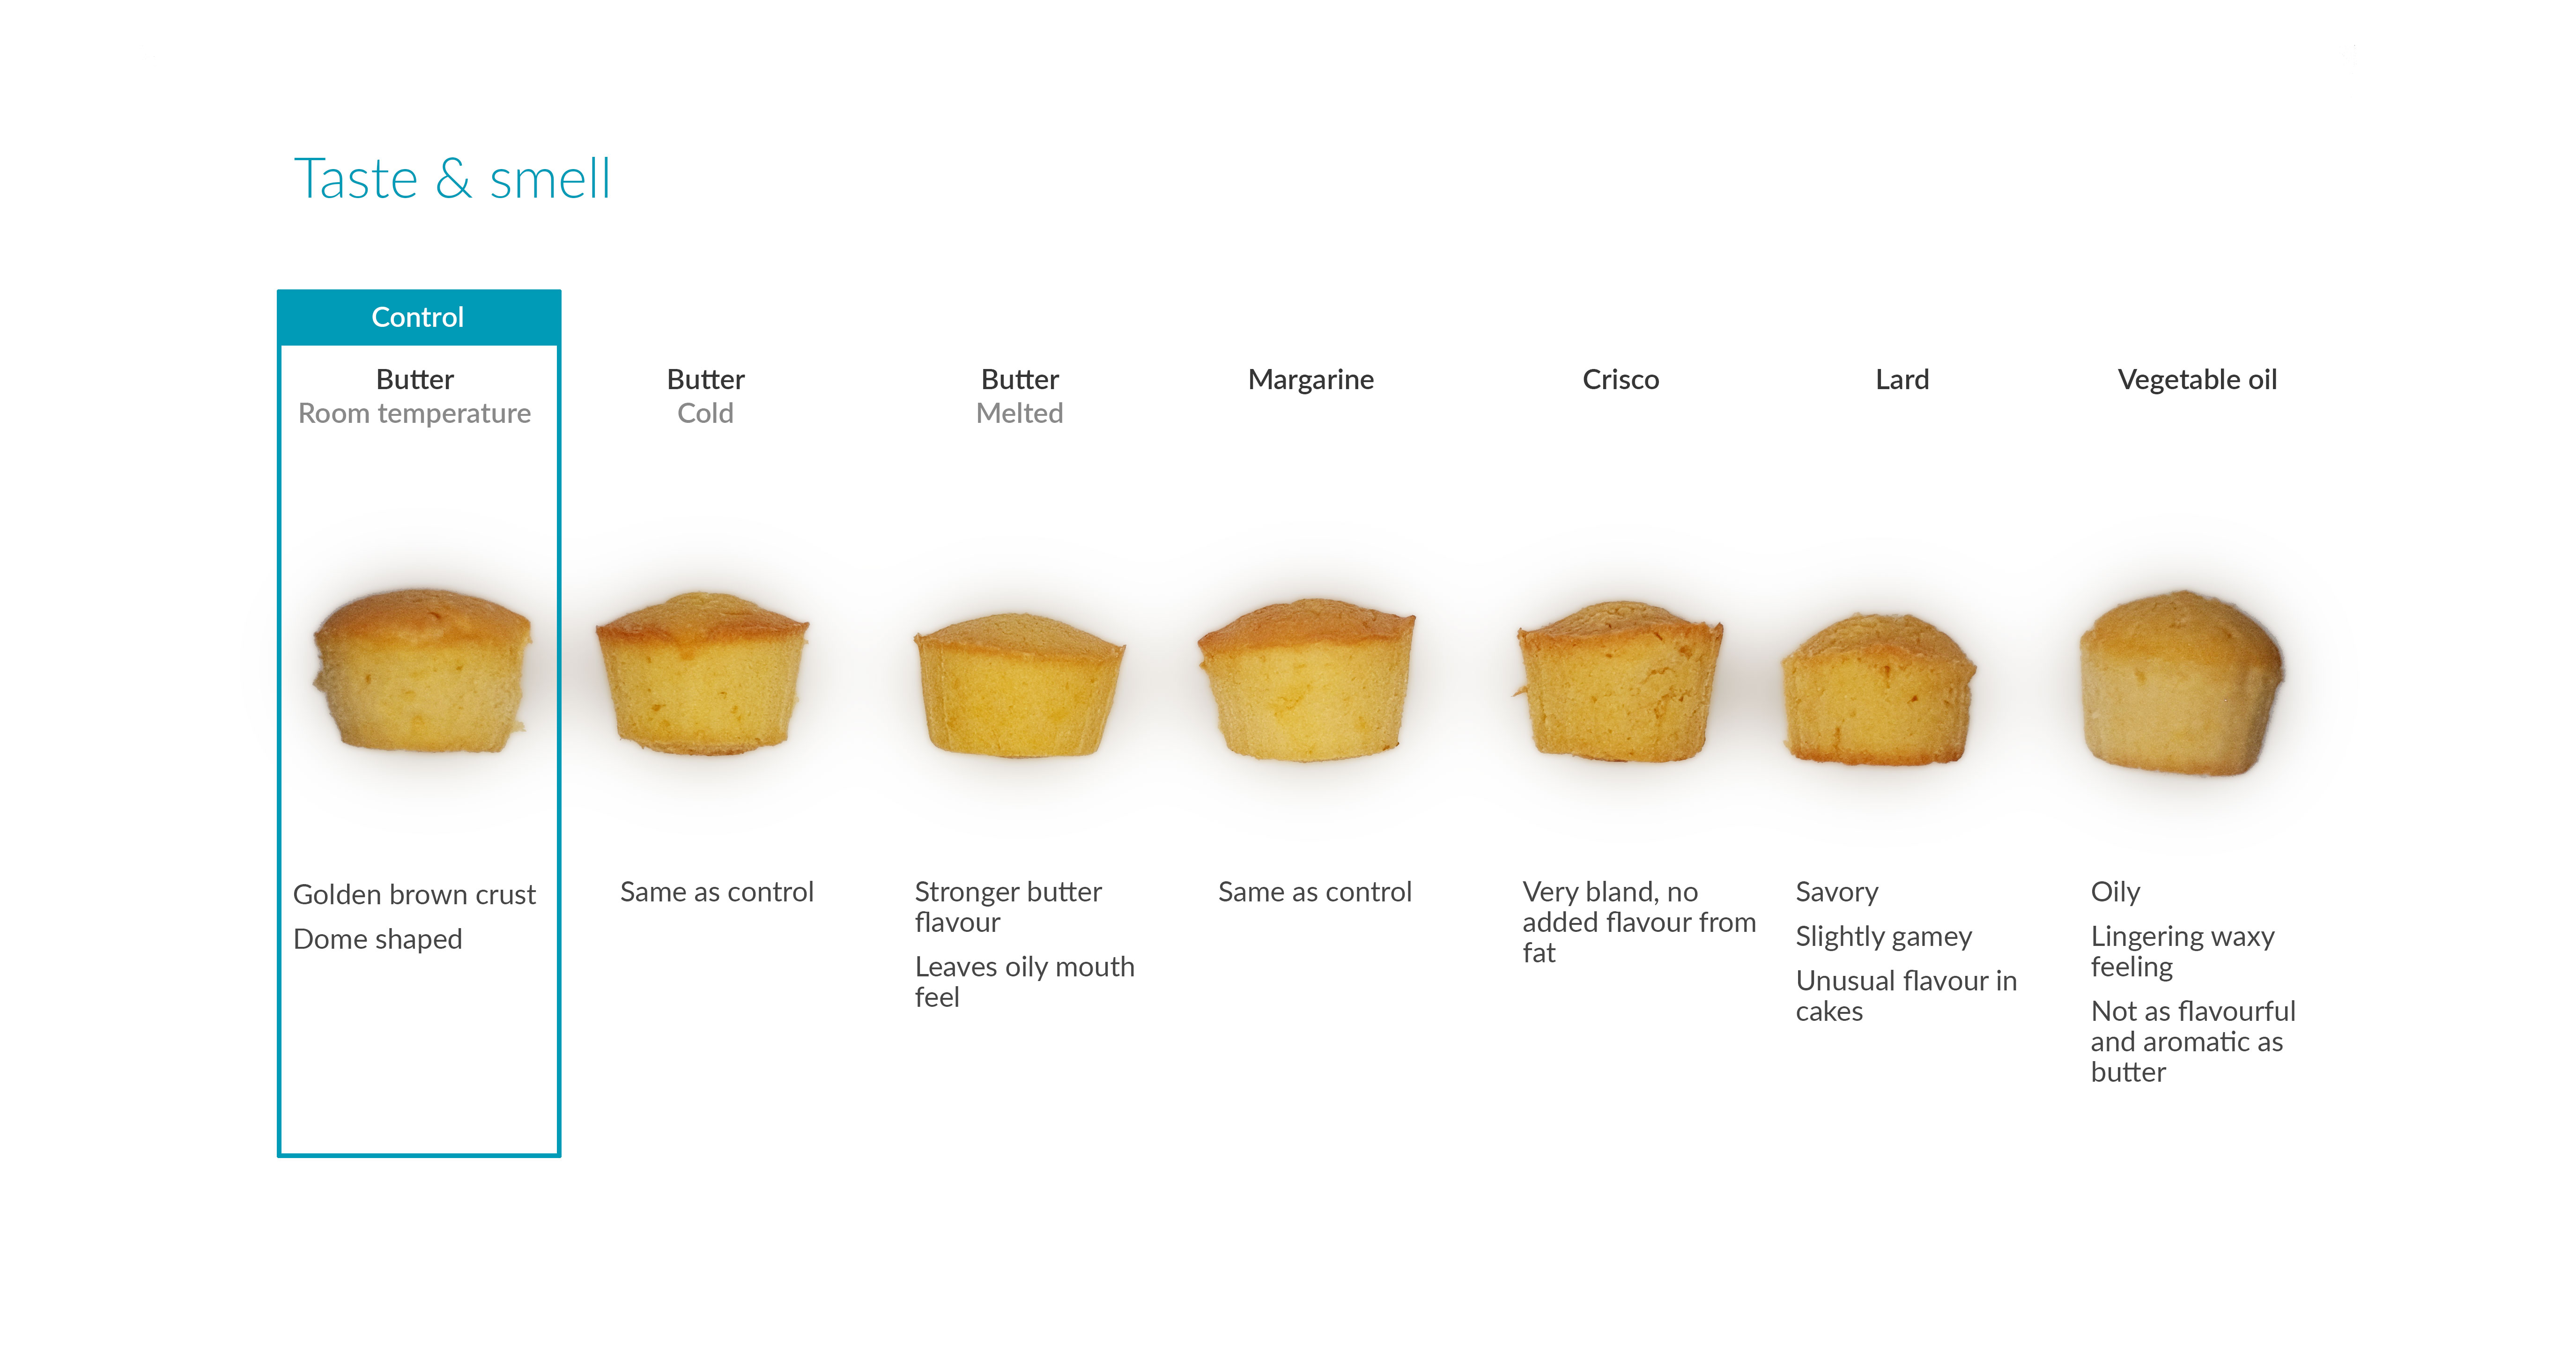 Taste & smell
Control
Butter
Room temperature
Butter
Cold
Butter
Melted
Margarine
Crisco
Lard
Vegetable oil
Golden brown crust
Dome shaped
Same as control
Stronger butter
flavour
Leaves oily mouth
feel
Same as control
Very bland, no
added flavour from
fat
Savory
Slightly gamey
Unusual flavour in
cakes
Oily
Lingering waxy
feeling
Not as flavourful
and aromatic as
butter